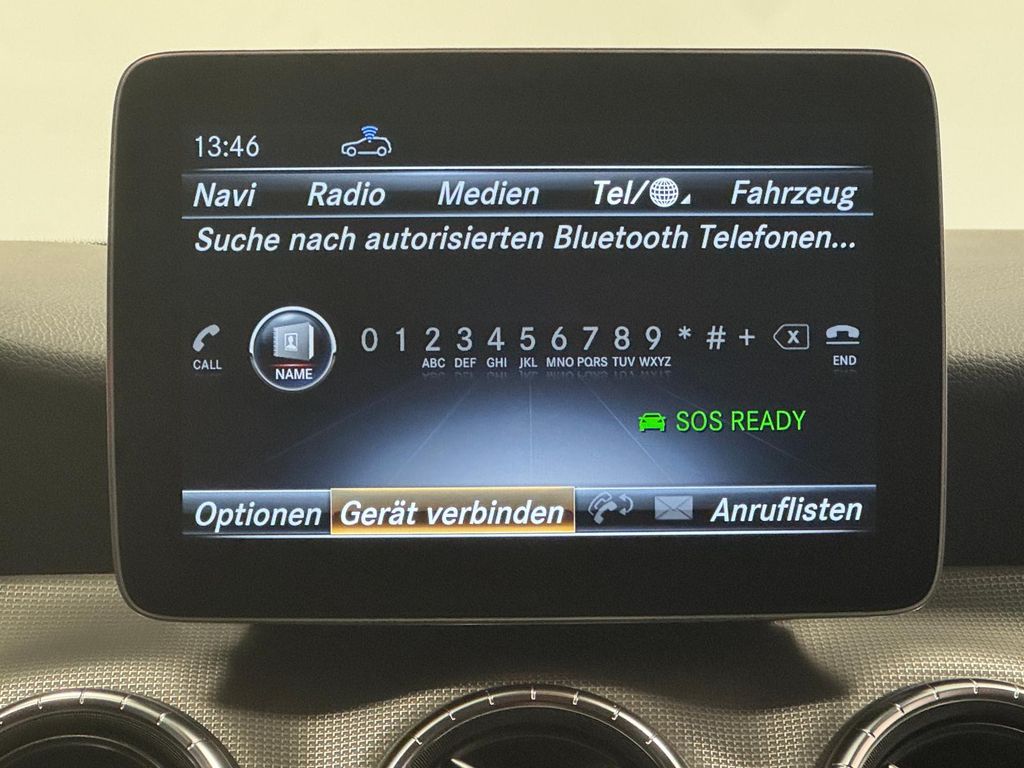 13:46
Navi Radio Medien Tel/ Fahrzeug
Suche nach autorisierten Bluetooth Telefonen...
0 1 2 3 4 5 6 7 8 9 * # + x
CALL NAME ABC DEF GHI JKL MNO PQRS TUV WXYZ END
SOS READY
Optionen Gerät verbinden Anruflisten